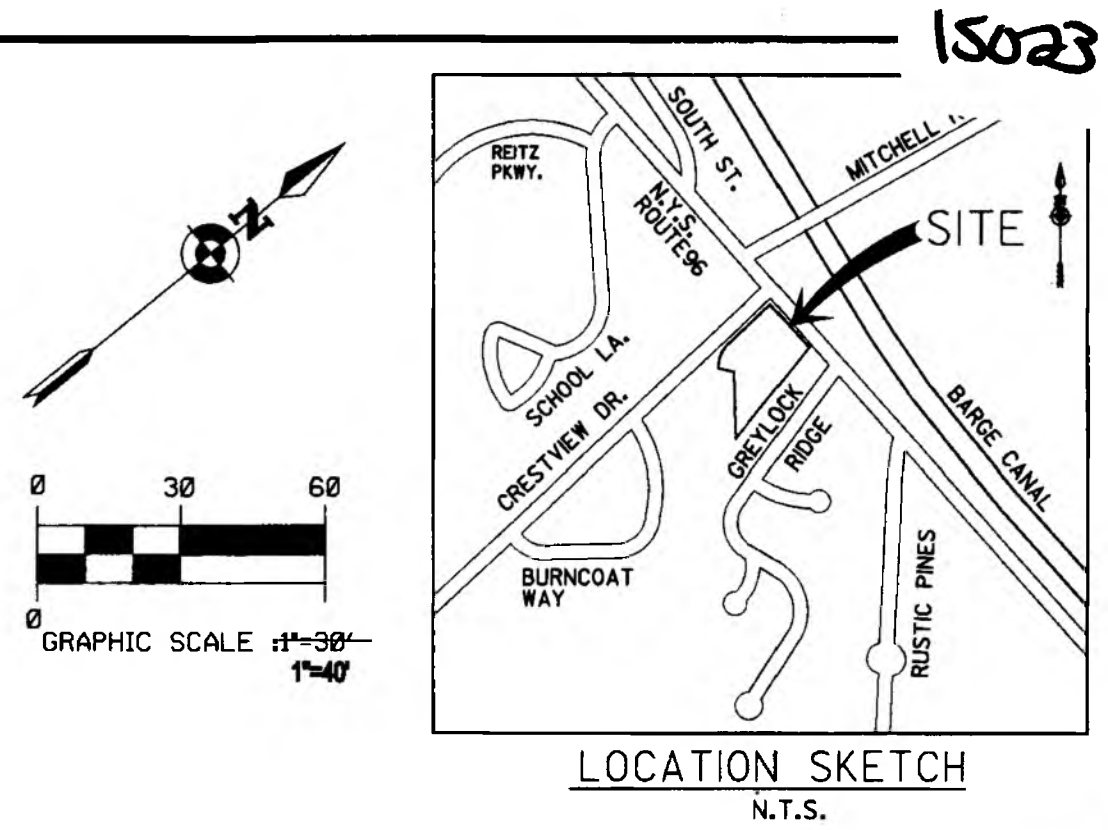 15023
N
0 30 60
0
GRAPHIC SCALE :1"=30'
1"=40'
REITZ
PKWY.
SOUTH ST.
MITCHELL
N.Y.S.
ROUTE 96
SITE
SCHOOL LA.
CRESTVIEW DR.
GREYLOCK
RIDGE
BARGE CANAL
BURNCOAT
WAY
RUSTIC PINES
LOCATION SKETCH
N.T.S.